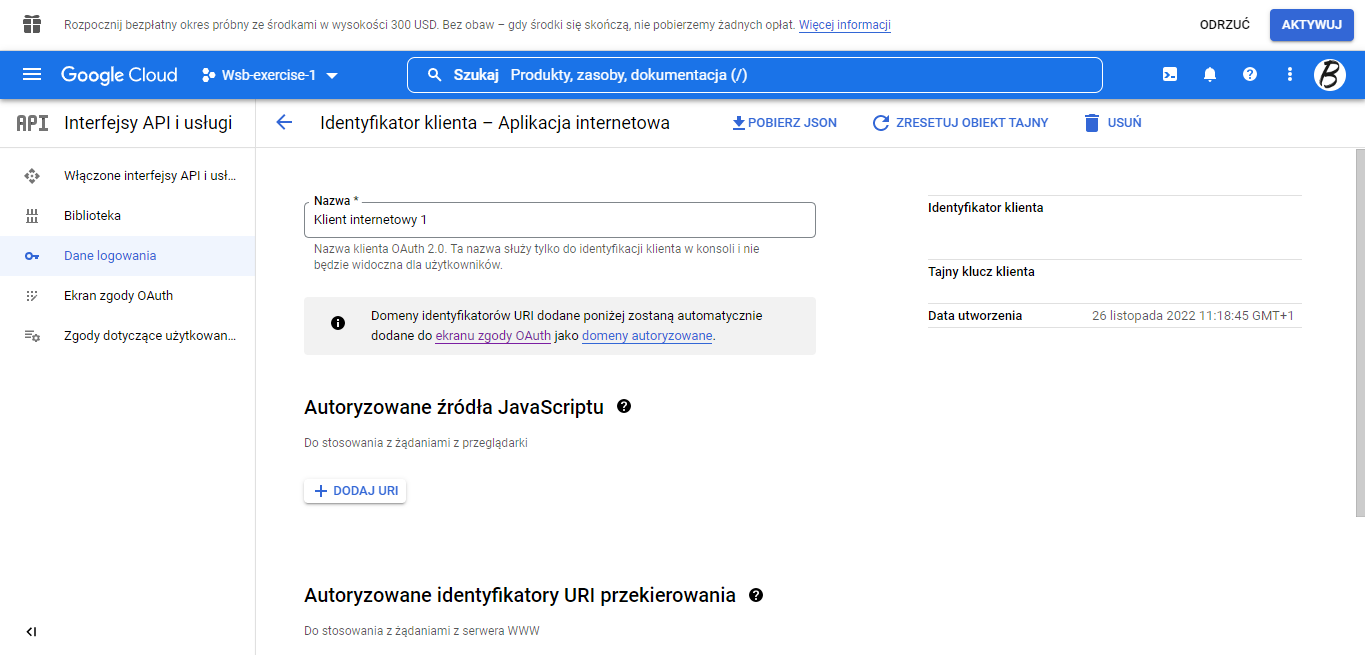 Rozpocznij bezpłatny okres próbny ze środkami w wysokości 300 USD. Bez obaw – gdy środki się skończą, nie pobierzemy żadnych opłat. Więcej informacji
ODRZUĆ
AKTYWUJ
Google Cloud
Wsb-exercise-1
Szukaj Produkty, zasoby, dokumentacja (/)
B
API Interfejsy API i usługi
Identyfikator klienta – Aplikacja internetowa
POBIERZ JSON
ZRESETUJ OBIEKT TAJNY
USUŃ
Włączone interfejsy API i usł...
Biblioteka
Dane logowania
Ekran zgody OAuth
Zgody dotyczące użytkowan...
Nazwa *
Klient internetowy 1
Nazwa klienta OAuth 2.0. Ta nazwa służy tylko do identyfikacji klienta w konsoli i nie
będzie widoczna dla użytkowników.
Domeny identyfikatorów URI dodane poniżej zostaną automatycznie
dodane do ekranu zgody OAuth jako domeny autoryzowane.
Autoryzowane źródła JavaScriptu
Do stosowania z żądaniami z przeglądarki
+ DODAJ URI
Autoryzowane identyfikatory URI przekierowania
Do stosowania z żądaniami z serwera WWW
Identyfikator klienta
Tajny klucz klienta
Data utworzenia 26 listopada 2022 11:18:45 GMT+1